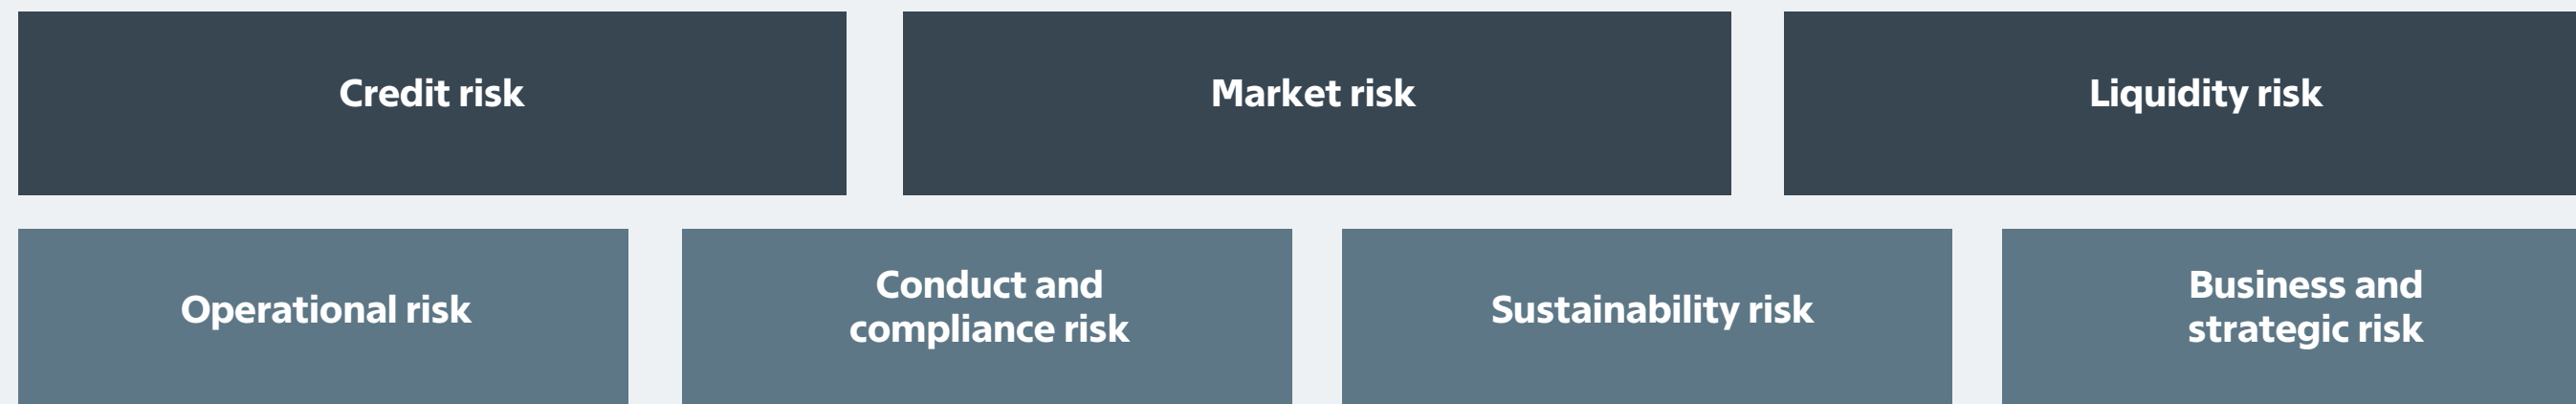 Credit risk
Market risk
Liquidity risk
Operational risk
Conduct and
compliance risk
Sustainability risk
Business and
strategic risk